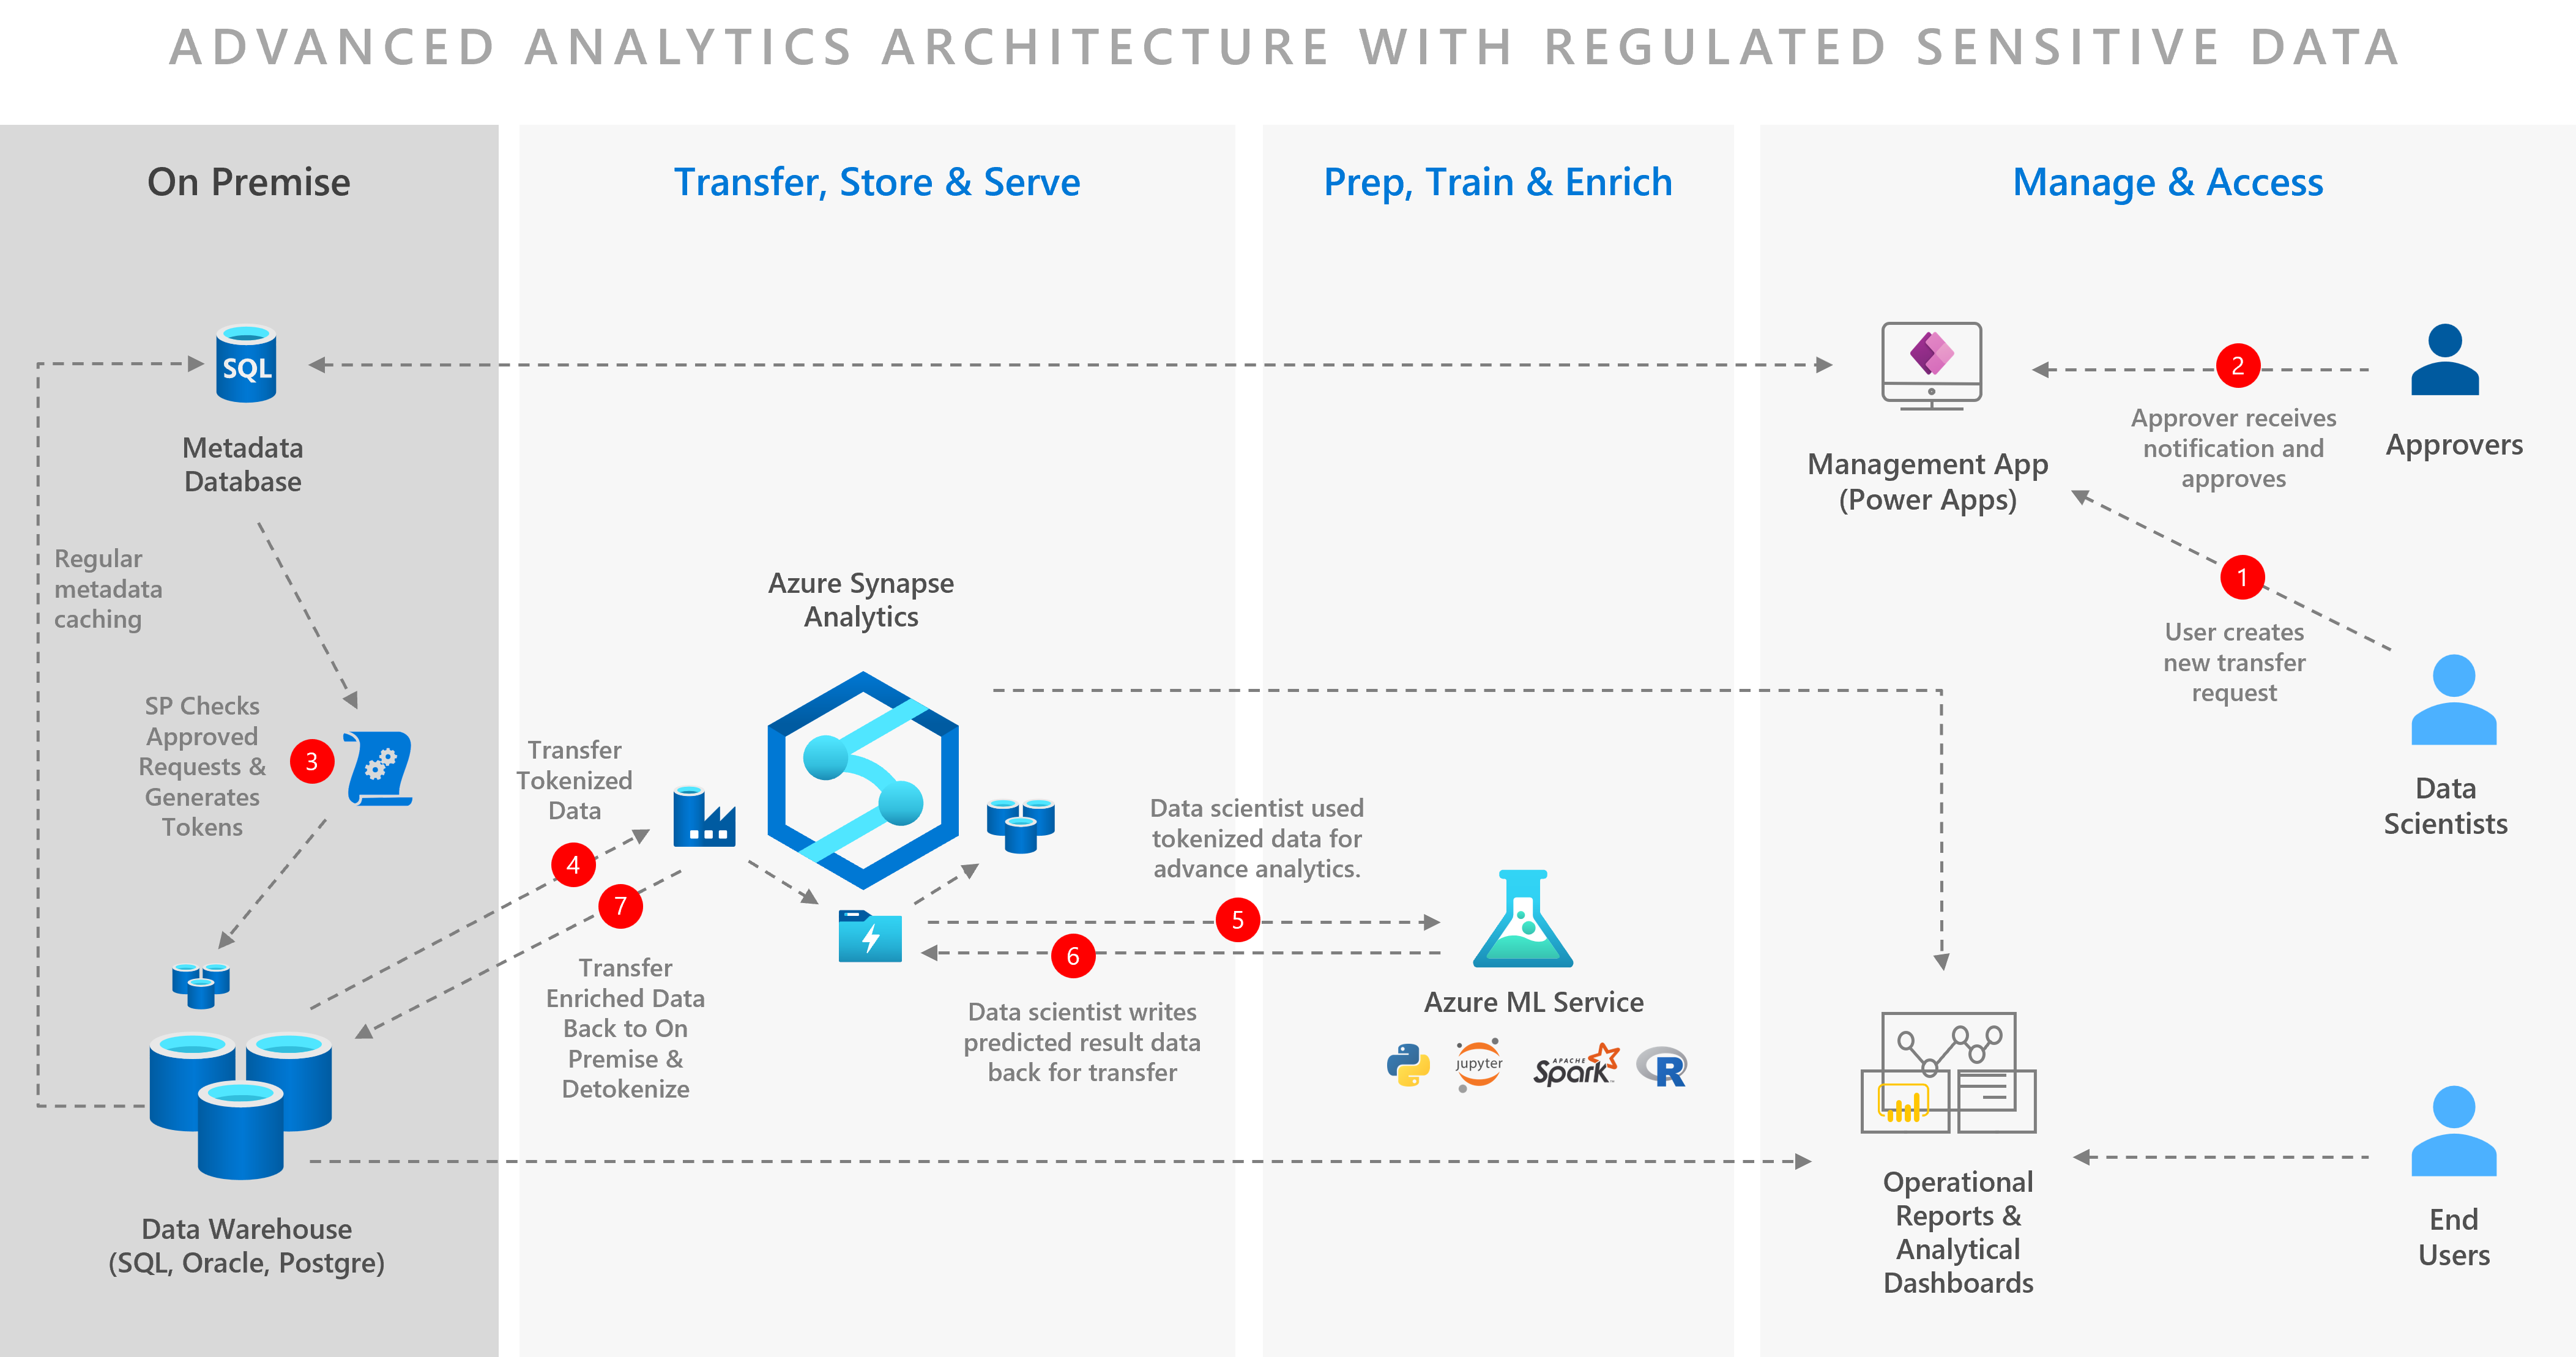 ADVANCED ANALYTICS ARCHITECTURE WITH REGULATED SENSITIVE DATA
On Premise
SQL
Metadata
Database
Regular
metadata
caching
SP Checks
Approved
Requests &
Generates
Tokens
3
Data Warehouse
(SQL, Oracle, Postgre)
Transfer, Store & Serve
Azure Synapse
Analytics
Transfer
Tokenized
Data
4
7
Transfer
Enriched Data
Back to On
Premise &
Detokenize
Data scientist used
tokenized data for
advance analytics.
5
6
Data scientist writes
predicted result data
back for transfer
Prep, Train & Enrich
Azure ML Service
jupyter
APACHE
Spark
R
Manage & Access
Management App
(Power Apps)
2
Approver receives
notification and
approves
Approvers
1
User creates
new transfer
request
Data
Scientists
Operational
Reports &
Analytical
Dashboards
End
Users